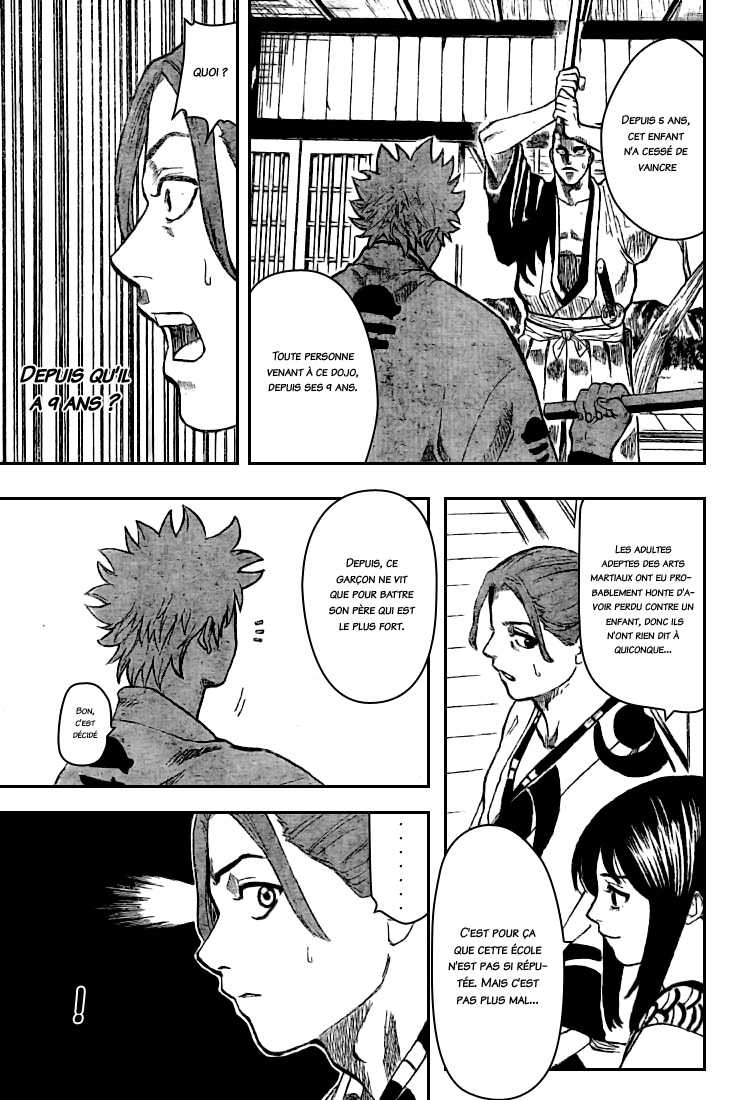 DEPUIS 5 ANS,
CET ENFANT
N'A CESSÉ DE
VAINCRE
TOUTE PERSONNE
VENANT À CE DOJO,
DEPUIS SES 9 ANS.
QUOI ?
DEPUIS QU'IL
A 9 ANS ?
LES ADULTES
ADEPTES DES ARTS
MARTIAUX ONT EU PRO-
BABLEMENT HONTE D'A-
VOIR PERDU CONTRE UN
ENFANT, DONC ILS
N'ONT RIEN DIT À
QUICONQUE...
C'EST POUR ÇA
QUE CETTE ÉCOLE
N'EST PAS SI RÉPU-
TÉE. MAIS C'EST
PAS PLUS MAL...
DEPUIS, CE
GARÇON NE VIT
QUE POUR BATTRE
SON PÈRE QUI EST
LE PLUS FORT.
BON,
C'EST
DÉCIDÉ
......
!